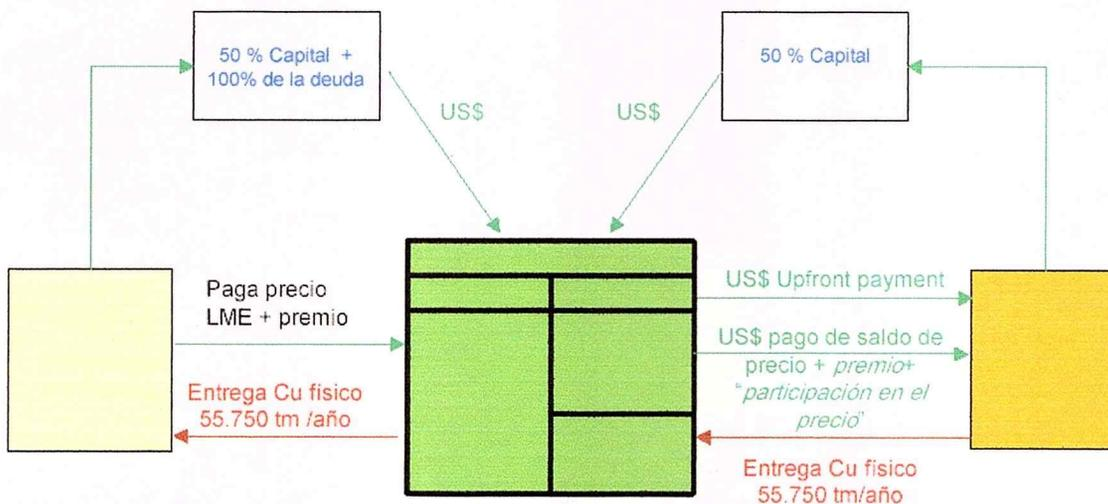 50 % Capital +
100% de la deuda
50 % Capital
US$
US$
Paga precio
LME + premio
Entrega Cu fisico
55.750 tm /año
US$ Upfront payment
US$ pago de saldo de
precio + premio+
"participación en el
precio"
Entrega Cu fisico
55.750 tm/año